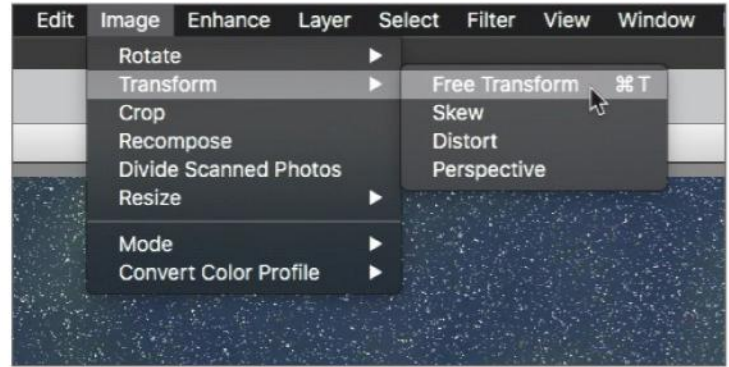 Edit Image Enhance Layer Select Filter View Window
Rotate ▶
Transform ▶ Free Transform ⌘T
Crop Skew
Recompose Distort
Divide Scanned Photos Perspective
Resize ▶
Mode ▶
Convert Color Profile ▶